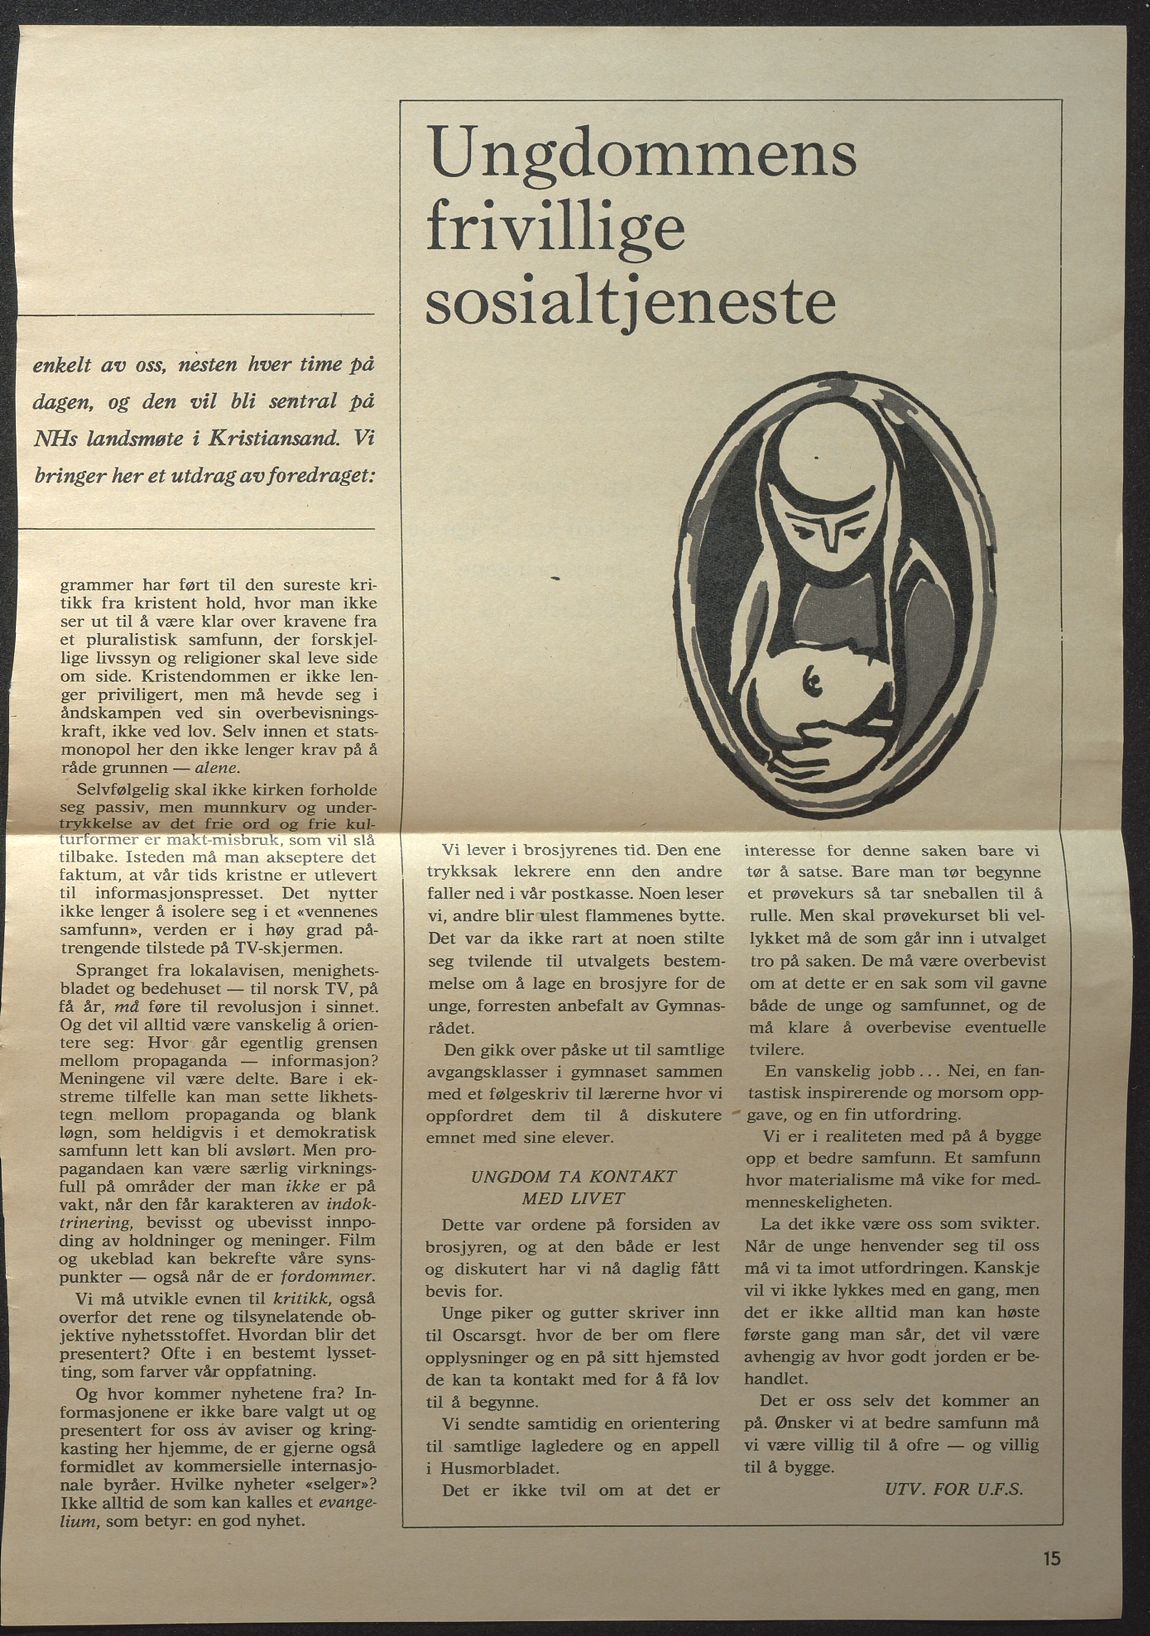 enkelt av oss, nesten hver time på
dagen, og den vil bli sentral på
NHs landsmøte i Kristiansand. Vi
bringer her et utdrag av foredraget:
grammer har ført til den sureste kri-
tikk fra kristent hold, hvor man ikke
ser ut til å være klar over kravene fra
et pluralistisk samfunn, der forskjel-
lige livssyn og religioner skal leve side
om side. Kristendommen er ikke len-
ger priviligert, men må hevde seg i
åndskampen ved sin overbevisnings-
kraft, ikke ved lov. Selv innen et stats-
monopol her den ikke lenger krav på å
råde grunnen — alene.
Selvfølgelig skal ikke kirken forholde
seg passiv, men munnkurv og under-
trykkelse av det frie ord og frie kul-
turformer er makt-misbruk, som vil slå
tilbake. Isteden må man akseptere det
faktum, at vår tids kristne er utlevert
til informasjonspresset. Det nytter
ikke lenger å isolere seg i et «vennenes
samfunn», verden er i høy grad på-
trengende tilstede på TV-skjermen.
Spranget fra lokalavisen, menighets-
bladet og bedehuset — til norsk TV, på
få år, må føre til revolusjon i sinnet.
Og det vil alltid være vanskelig å orien-
tere seg: Hvor går egentlig grensen
mellom propaganda — informasjon?
Meningene vil være delte. Bare i ek-
streme tilfelle kan man sette likhets-
tegn mellom propaganda og blank
løgn, som heldigvis i et demokratisk
samfunn lett kan bli avslørt. Men pro-
pagandaen kan være særlig virknings-
full på områder der man ikke er på
vakt, når den får karakteren av indok-
trinering, bevisst og ubevisst innpo-
ding av holdninger og meninger. Film
og ukeblad kan bekrefte våre syns-
punkter — også når de er fordommer.
Vi må utvikle evnen til kritikk, også
overfor det rene og tilsynelatende ob-
jektive nyhetsstoffet. Hvordan blir det
presentert? Ofte i en bestemt lysset-
ting, som farver vår oppfatning.
Og hvor kommer nyhetene fra? In-
formasjonene er ikke bare valgt ut og
presentert for oss av aviser og kring-
kasting her hjemme, de er gjerne også
formidlet av kommersielle internasjo-
nale byråer. Hvilke nyheter «selger»?
Ikke alltid de som kan kalles et evange-
lium, som betyr: en god nyhet.
Ungdommens
frivillige
sosialtjeneste
Vi lever i brosjyrenes tid. Den ene
trykksak lekrere enn den andre
faller ned i vår postkasse. Noen leser
vi, andre blir ulest flammenes bytte.
Det var da ikke rart at noen stilte
seg tvilende til utvalgets bestem-
melse om å lage en brosjyre for de
unge, forresten anbefalt av Gymnas-
rådet.
Den gikk over påske ut til samtlige
avgangsklasser i gymnaset sammen
med et følgeskriv til lærerne hvor vi
oppfordret dem til å diskutere
emnet med sine elever.
UNGDOM TA KONTAKT
MED LIVET
Dette var ordene på forsiden av
brosjyren, og at den både er lest
og diskutert har vi nå daglig fått
bevis for.
Unge piker og gutter skriver inn
til Oscarsgt. hvor de ber om flere
opplysninger og en på sitt hjemsted
de kan ta kontakt med for å få lov
til å begynne.
Vi sendte samtidig en orientering
til samtlige lagledere og en appell
i Husmorbladet.
Det er ikke tvil om at det er
interesse for denne saken bare vi
tør å satse. Bare man tør begynne
et prøvekurs så tar sneballen til å
rulle. Men skal prøvekurset bli vel-
lykket må de som går inn i utvalget
tro på saken. De må være overbevist
om at dette er en sak som vil gavne
både de unge og samfunnet, og de
må klare å overbevise eventuelle
tvilere.
En vanskelig jobb ... Nei, en fan-
tastisk inspirerende og morsom opp-
gave, og en fin utfordring.
Vi er i realiteten med på å bygge
opp et bedre samfunn. Et samfunn
hvor materialisme må vike for med-
menneskeligheten.
La det ikke være oss som svikter.
Når de unge henvender seg til oss
må vi ta imot utfordringen. Kanskje
vil vi ikke lykkes med en gang, men
det er ikke alltid man kan høste
første gang man sår, det vil være
avhengig av hvor godt jorden er be-
handlet.
Det er oss selv det kommer an
på. Ønsker vi at bedre samfunn må
vi være villig til å ofre — og villig
til å bygge.
UTV. FOR U.F.S.
15